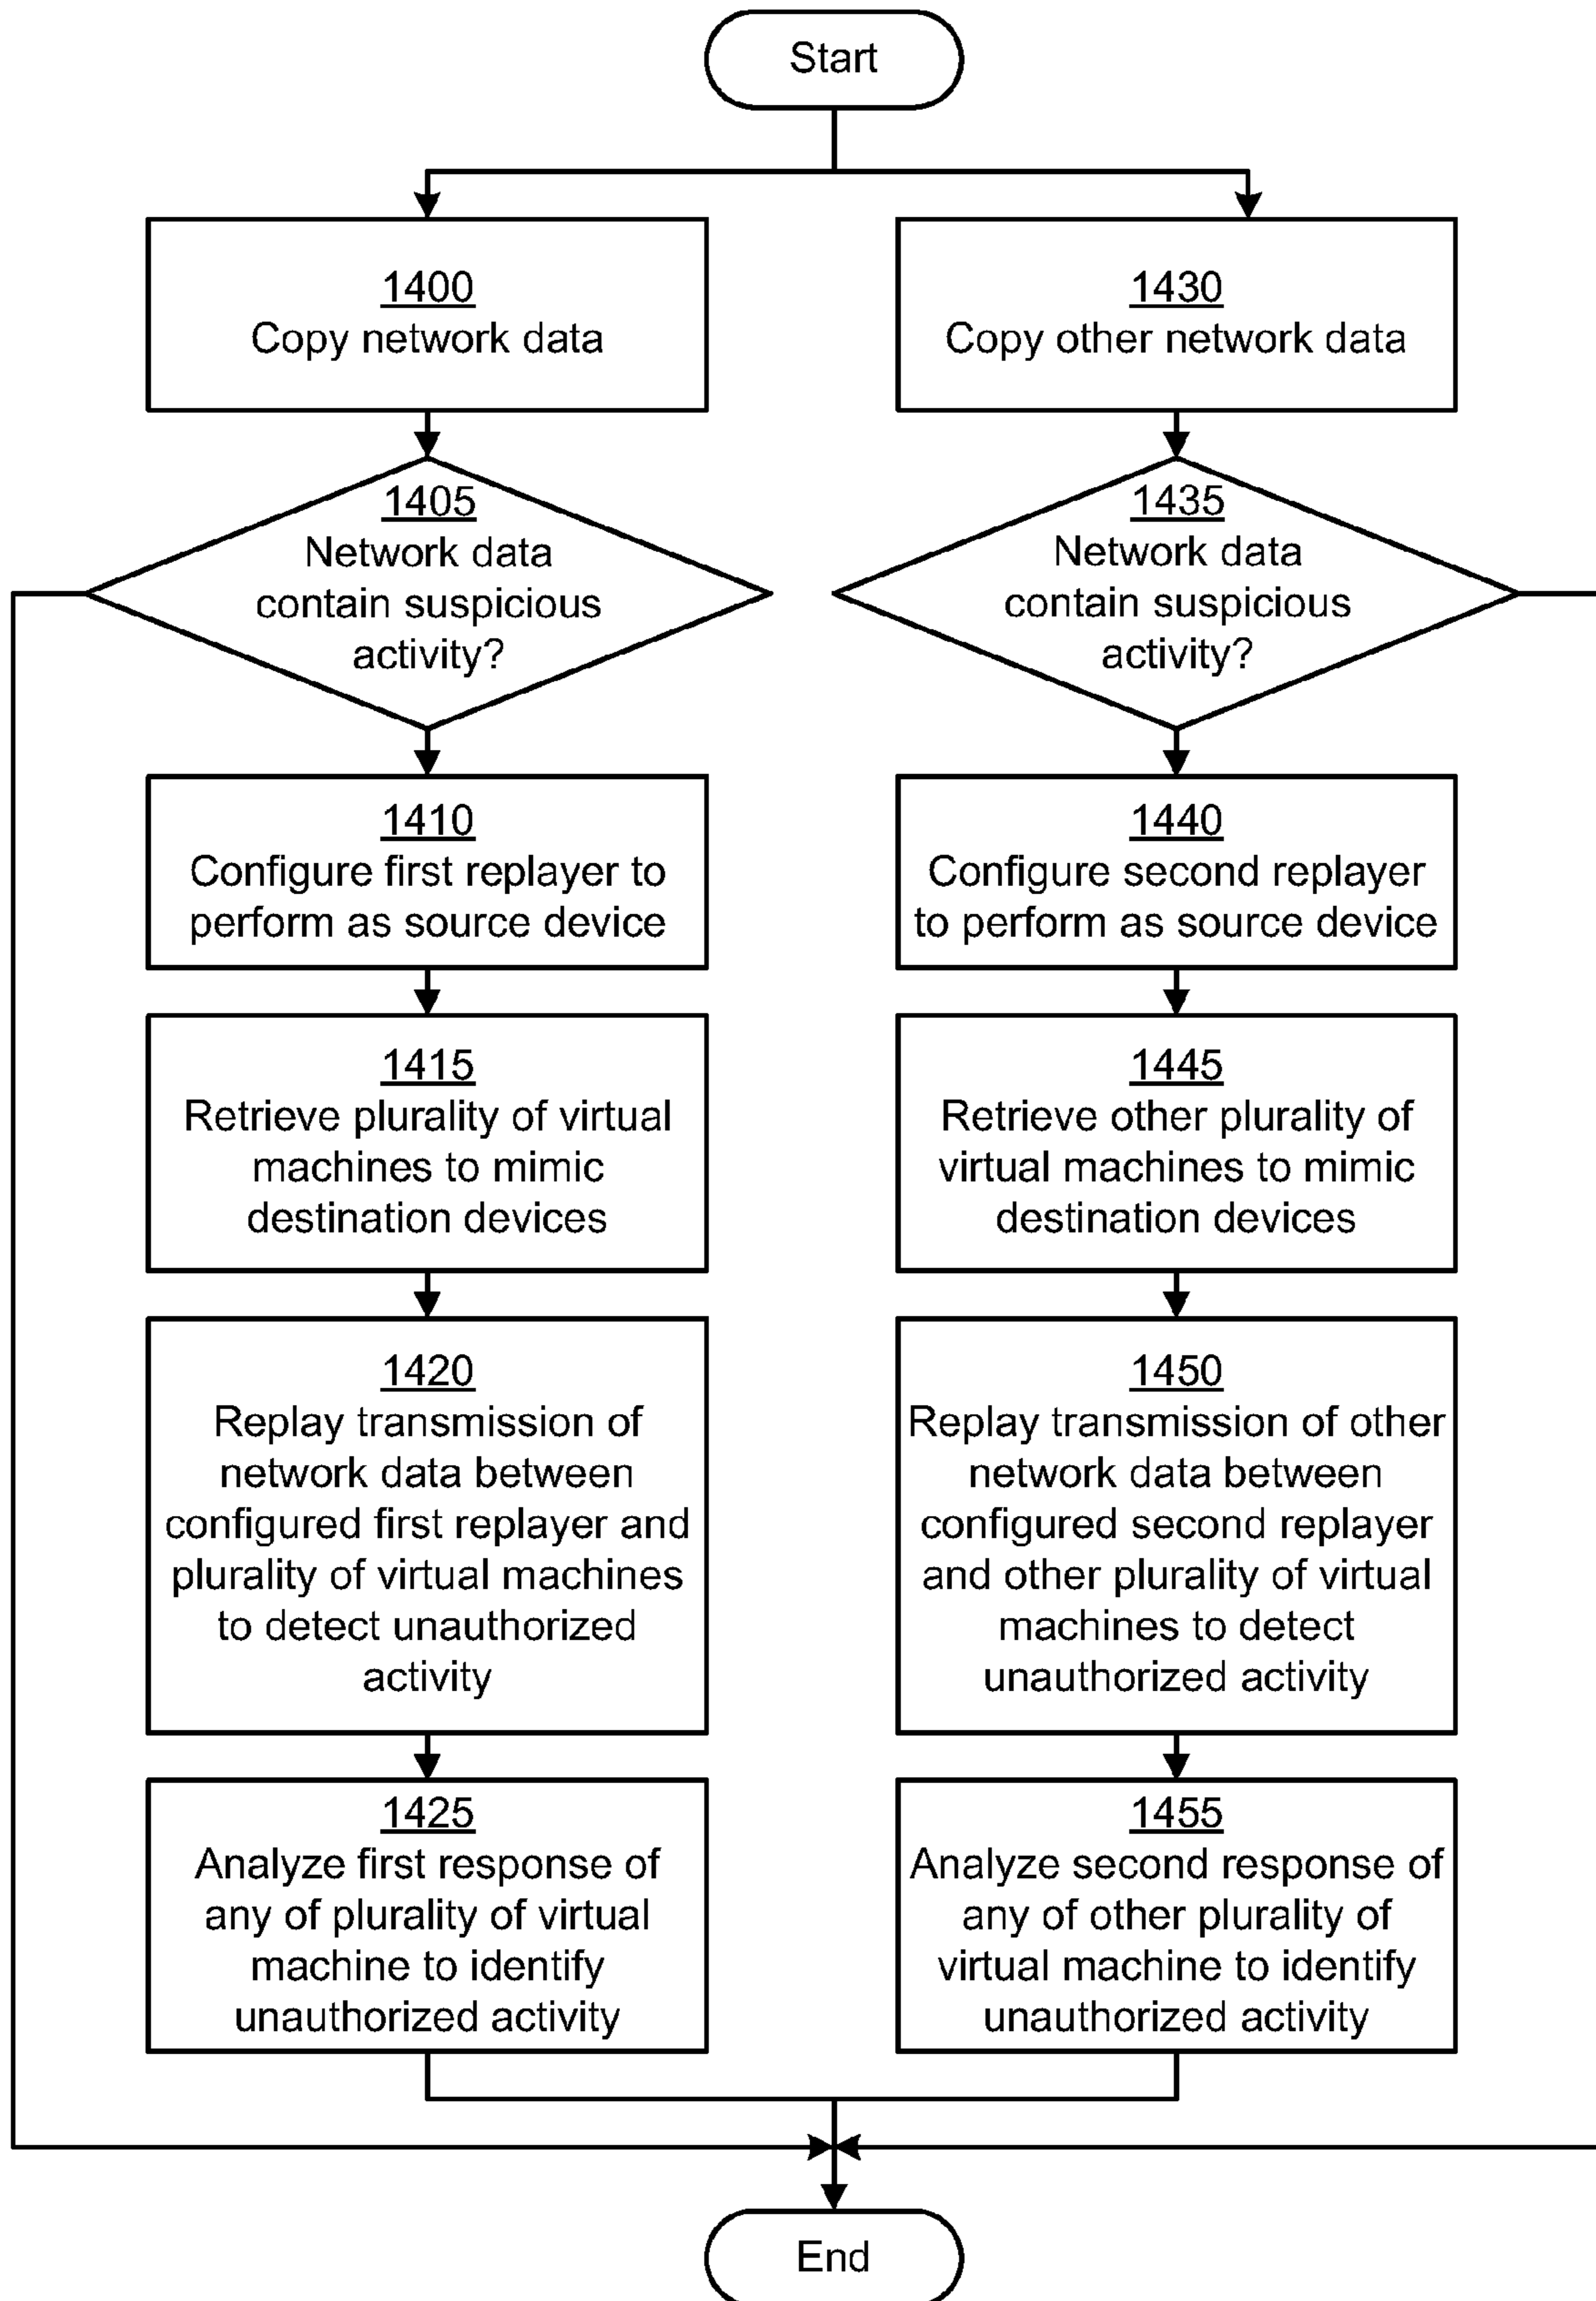 Start
1400
Copy network data
1405
Network data
contain suspicious
activity?
1410
Configure first replayer to
perform as source device
1415
Retrieve plurality of virtual
machines to mimic
destination devices
1420
Replay transmission of
network data between
configured first replayer and
plurality of virtual machines
to detect unauthorized
activity
1425
Analyze first response of
any of plurality of virtual
machine to identify
unauthorized activity
1430
Copy other network data
1435
Network data
contain suspicious
activity?
1440
Configure second replayer
to perform as source device
1445
Retrieve other plurality of
virtual machines to mimic
destination devices
1450
Replay transmission of other
network data between
configured second replayer
and other plurality of virtual
machines to detect
unauthorized activity
1455
Analyze second response of
any of other plurality of
virtual machine to identify
unauthorized activity
End